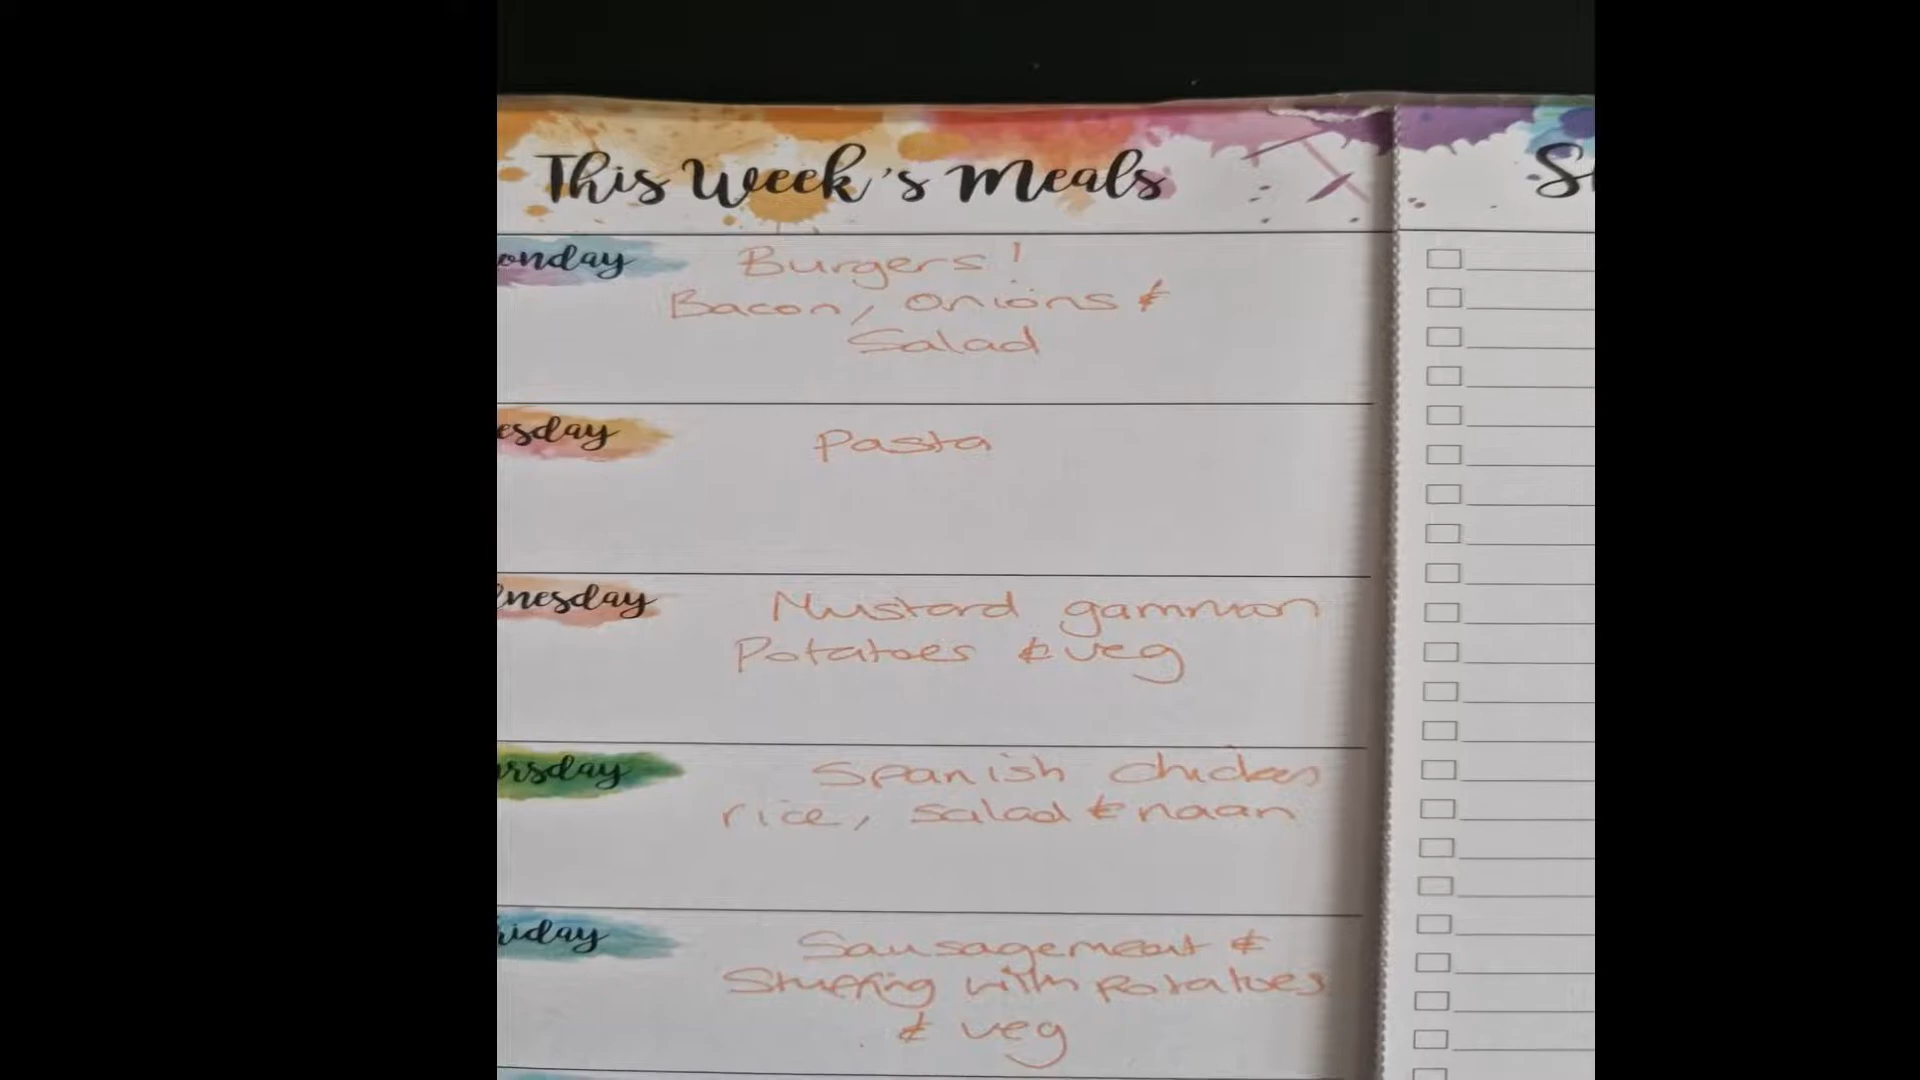 This Week's Meals
onday
Burgers!
Bacon, onions &
Salad
esday
Pasta
nesday
Mustard gammon
Potatoes & veg
rsday
Spanish chicken
rice, salad & naan
riday
Sausagemeat &
Stuffing with potatoes
& veg